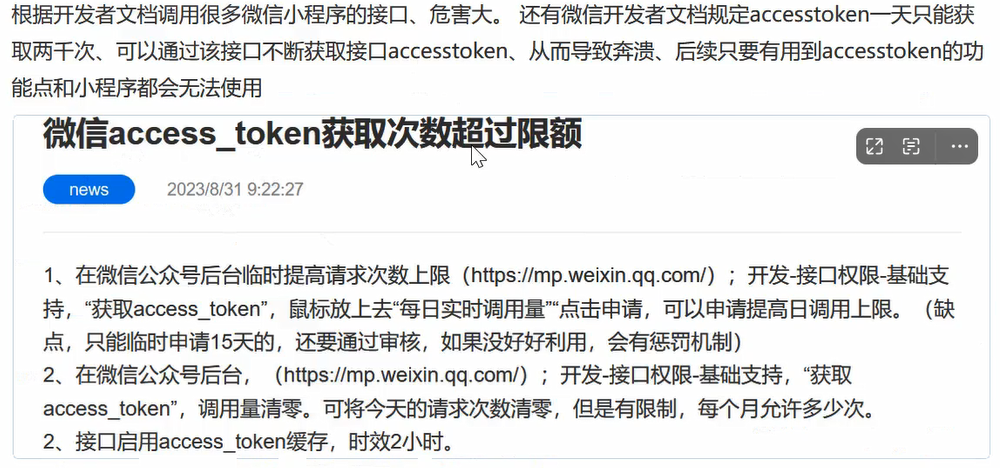 根据开发者文档调用很多微信小程序的接口、危害大。 还有微信开发者文档规定accesstoken一天只能获
取两千次、可以通过该接口不断获取接口accesstoken、从而导致奔溃、后续只要有用到accesstoken的功
能点和小程序都会无法使用
微信access_token获取次数超过限额
news 2023/8/31 9:22:27
1、在微信公众号后台临时提高请求次数上限（https://mp.weixin.qq.com/）；开发-接口权限-基础支
持，“获取access_token”，鼠标放上去“每日实时调用量”“点击申请，可以申请提高日调用上限。（缺
点，只能临时申请15天的，还要通过审核，如果没好好利用，会有惩罚机制）
2、在微信公众号后台，（https://mp.weixin.qq.com/）；开发-接口权限-基础支持，“获取
access_token”，调用量清零。可将今天的请求次数清零，但是有限制，每个月允许多少次。
2、接口启用access_token缓存，时效2小时。